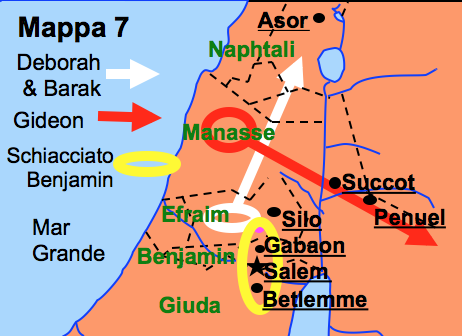 Mappa 7
Deborah
& Barak
Gideon
Schiacciato
Benjamin
Mar
Grande
Asor
Naphtali
Manasse
Succot
Penuel
Efraim
Silo
Gabaon
Benjamin
Salem
Betlemme
Giuda